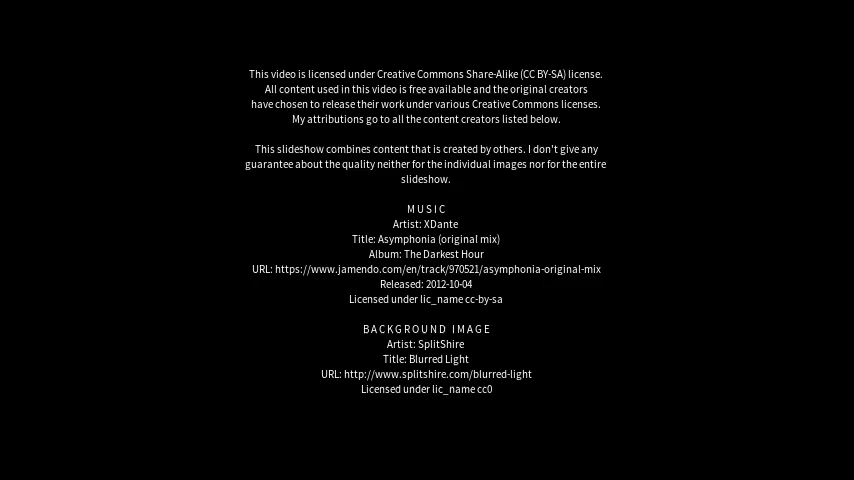 This video is licensed under Creative Commons Share-Alike (CC BY-SA) license.
All content used in this video is free available and the original creators
have chosen to release their work under various Creative Commons licenses.
My attributions go to all the content creators listed below.
This slideshow combines content that is created by others. I don't give any
guarantee about the quality neither for the individual images nor for the entire
slideshow.
MUSIC
Artist: XDante
Title: Asymphonia (original mix)
Album: The Darkest Hour
URL: https://www.jamendo.com/en/track/970521/asymphonia-original-mix
Released: 2012-10-04
Licensed under lic_name cc-by-sa
BACKGROUND IMAGE
Artist: SplitShire
Title: Blurred Light
URL: http://www.splitshire.com/blurred-light
Licensed under lic_name cc0